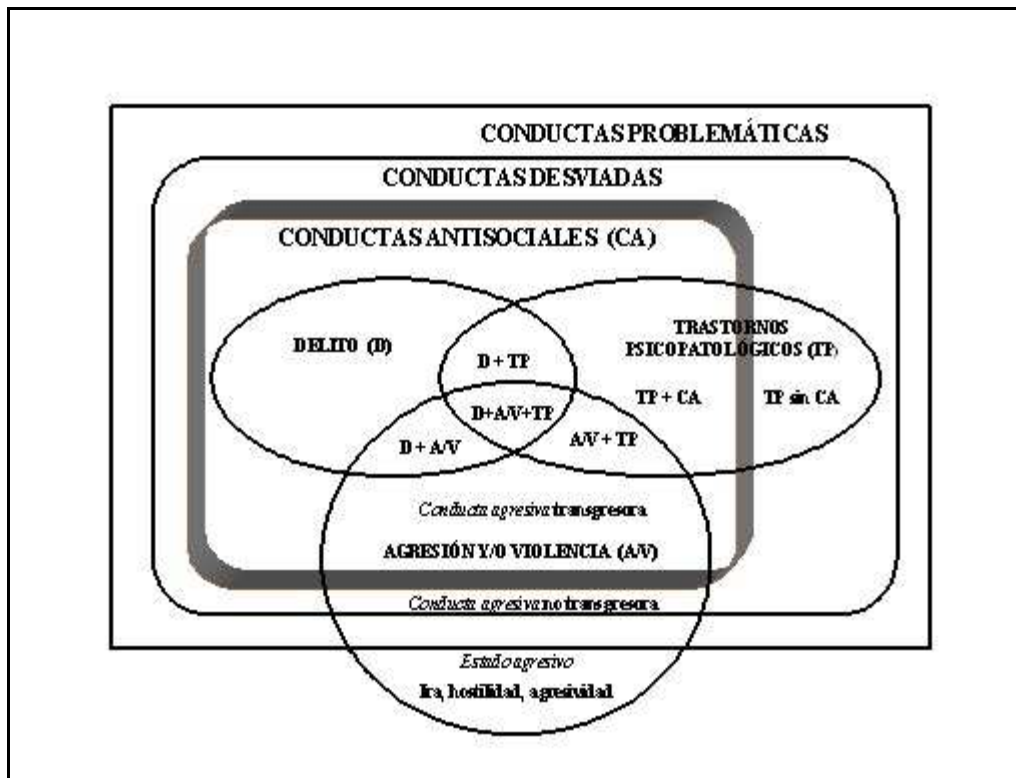 CONDUCTAS PROBLEMÁTICAS
CONDUCTAS DESVIADAS
CONDUCTAS ANTISOCIALES (CA)
DELITO (D)
TRASTORNOS
PSICOPATOLÓGICOS (TP)
D + TP
TP + CA
TP sin CA
D+A/V+TP
D + A/V
A/V + TP
Conducta agresiva transgresora
AGRESIÓN Y/O VIOLENCIA (A/V)
Conducta agresiva no transgresora
Estado agresivo
Ira, hostilidad, agresividad